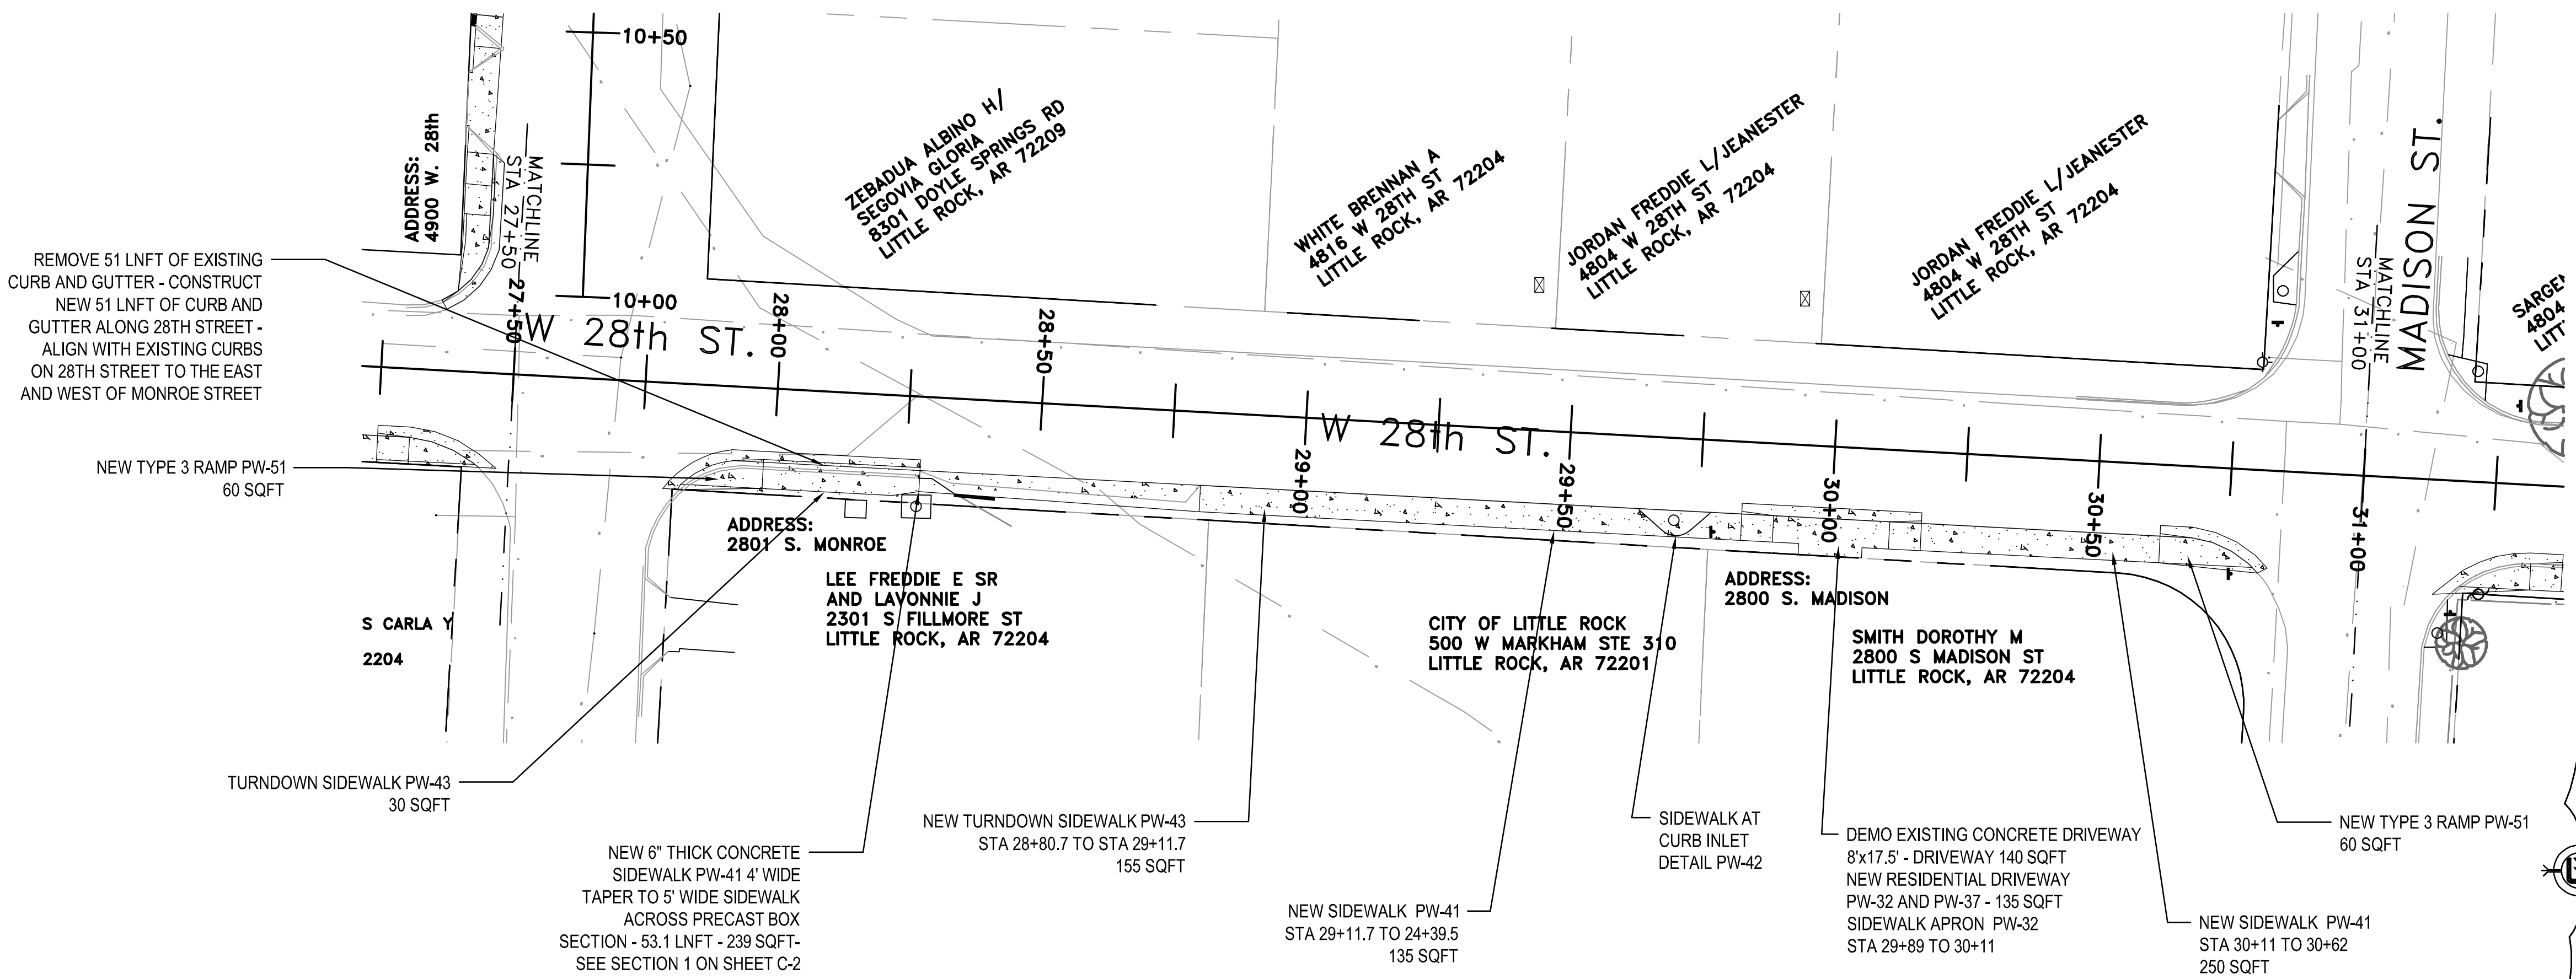 10+50
ADDRESS:
4900 W. 28th
MATCHLINE
STA 27+50
27+50
10+00
ZEBADUA ALBINO H/
SEGOVIA GLORIA
8301 DOYLE SPRINGS RD
LITTLE ROCK, AR 72209
WHITE BRENNAN A
4816 W 28TH ST
LITTLE ROCK, AR 72204
JORDAN FREDDIE L/JEANESTER
4804 W 28TH ST
LITTLE ROCK, AR 72204
JORDAN FREDDIE L/JEANESTER
4804 W 28TH ST
LITTLE ROCK, AR 72204
MATCHLINE
STA 31+00
MADISON ST.
4804
REMOVE 51 LNFT OF EXISTING
CURB AND GUTTER - CONSTRUCT
NEW 51 LNFT OF CURB AND
GUTTER ALONG 28TH STREET -
ALIGN WITH EXISTING CURBS
ON 28TH STREET TO THE EAST
AND WEST OF MONROE STREET
W 28th ST.
28+00
28+50
W 28th ST.
29+00
29+50
30+00
30+50
31+00
NEW TYPE 3 RAMP PW-51
60 SQFT
ADDRESS:
2801 S. MONROE
LEE FREDDIE E SR
AND LAVONNIE J
2301 S FILLMORE ST
LITTLE ROCK, AR 72204
S CARLA Y
2204
CITY OF LITTLE ROCK
500 W MARKHAM STE 310
LITTLE ROCK, AR 72201
ADDRESS:
2800 S. MADISON
SMITH DOROTHY M
2800 S MADISON ST
LITTLE ROCK, AR 72204
TURNDOWN SIDEWALK PW-43
30 SQFT
NEW 6" THICK CONCRETE
SIDEWALK PW-41 4' WIDE
TAPER TO 5' WIDE SIDEWALK
ACROSS PRECAST BOX
SECTION - 53.1 LNFT - 239 SQFT-
SEE SECTION 1 ON SHEET C-2
NEW TURNDOWN SIDEWALK PW-43
STA 28+80.7 TO STA 29+11.7
155 SQFT
NEW SIDEWALK PW-41
STA 29+11.7 TO 24+39.5
135 SQFT
SIDEWALK AT
CURB INLET
DETAIL PW-42
DEMO EXISTING CONCRETE DRIVEWAY
8'x17.5' - DRIVEWAY 140 SQFT
NEW RESIDENTIAL DRIVEWAY
PW-32 AND PW-37 - 135 SQFT
SIDEWALK APRON PW-32
STA 29+89 TO 30+11
NEW SIDEWALK PW-41
STA 30+11 TO 30+62
250 SQFT
NEW TYPE 3 RAMP PW-51
60 SQFT